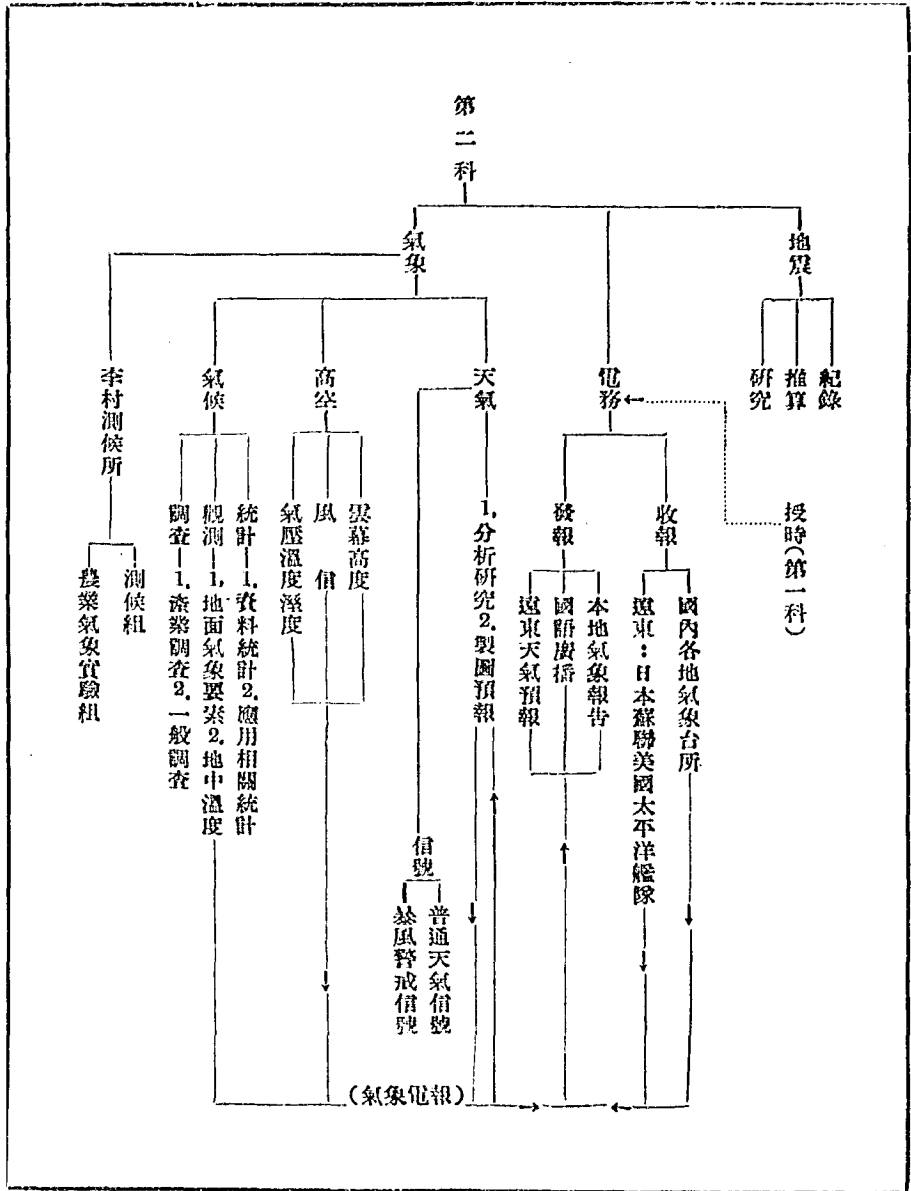 第二科
地震
紀錄
推算
研究
授時(第一科)
電務
收報
國內各地氣象台所
遠東：日本蘇聯美國太平洋艦隊
發報
本地氣象報告
國語廣播
遠東天氣預報
氣象
天氣
1.分析研究2.製圖預報
信號
普通天氣信號
暴風警戒信號
高空
雲幕高度
風信
氣壓溫度溼度
氣候
統計—1.資料統計2.應用相關統計
觀測—1.地面氣象要素2.地中溫度
調查—1.產業調查2.一般調查
李村測候所
測候組
農業氣象實驗組
(氣象電報)